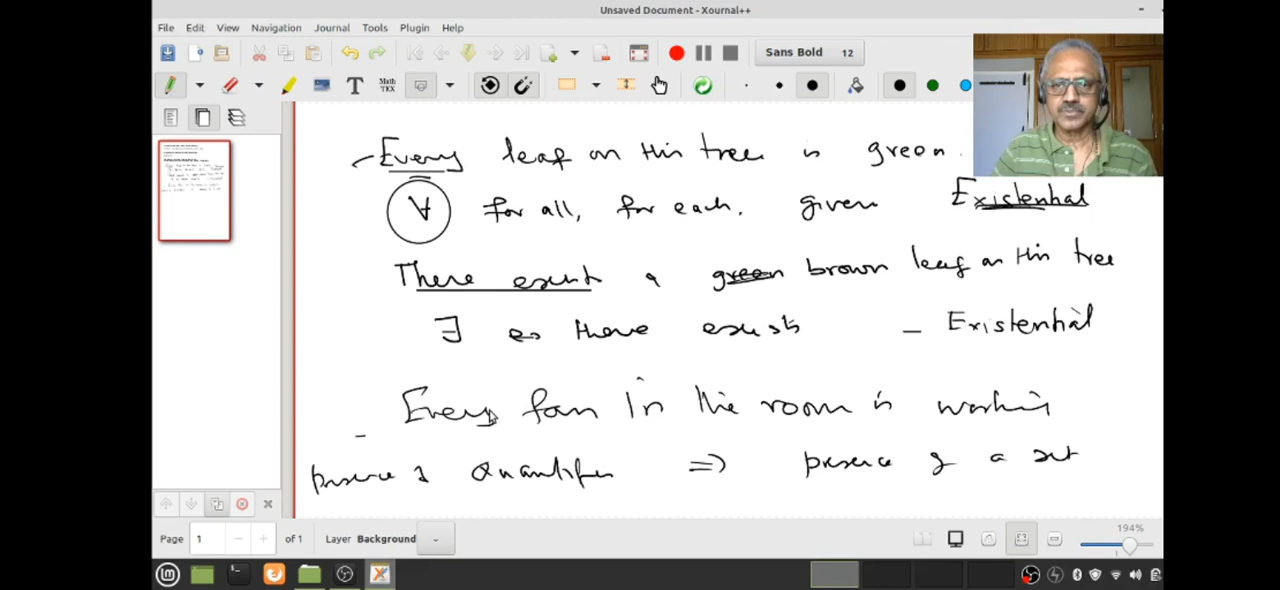 Unsaved Document - Xournal++
File Edit View Navigation Journal Tools Plugin Help
Sans Bold 12
T Math TEX
Every leaf on this tree is green.
∀ for all, for each. given Existential
There exist a green brown leaf on this tree
∃ ↔ there exists – Existential
– Every fan in the room is working
presence of Quantifier ⇒ presence of a set
Page 1 of 1 Layer Background 194%